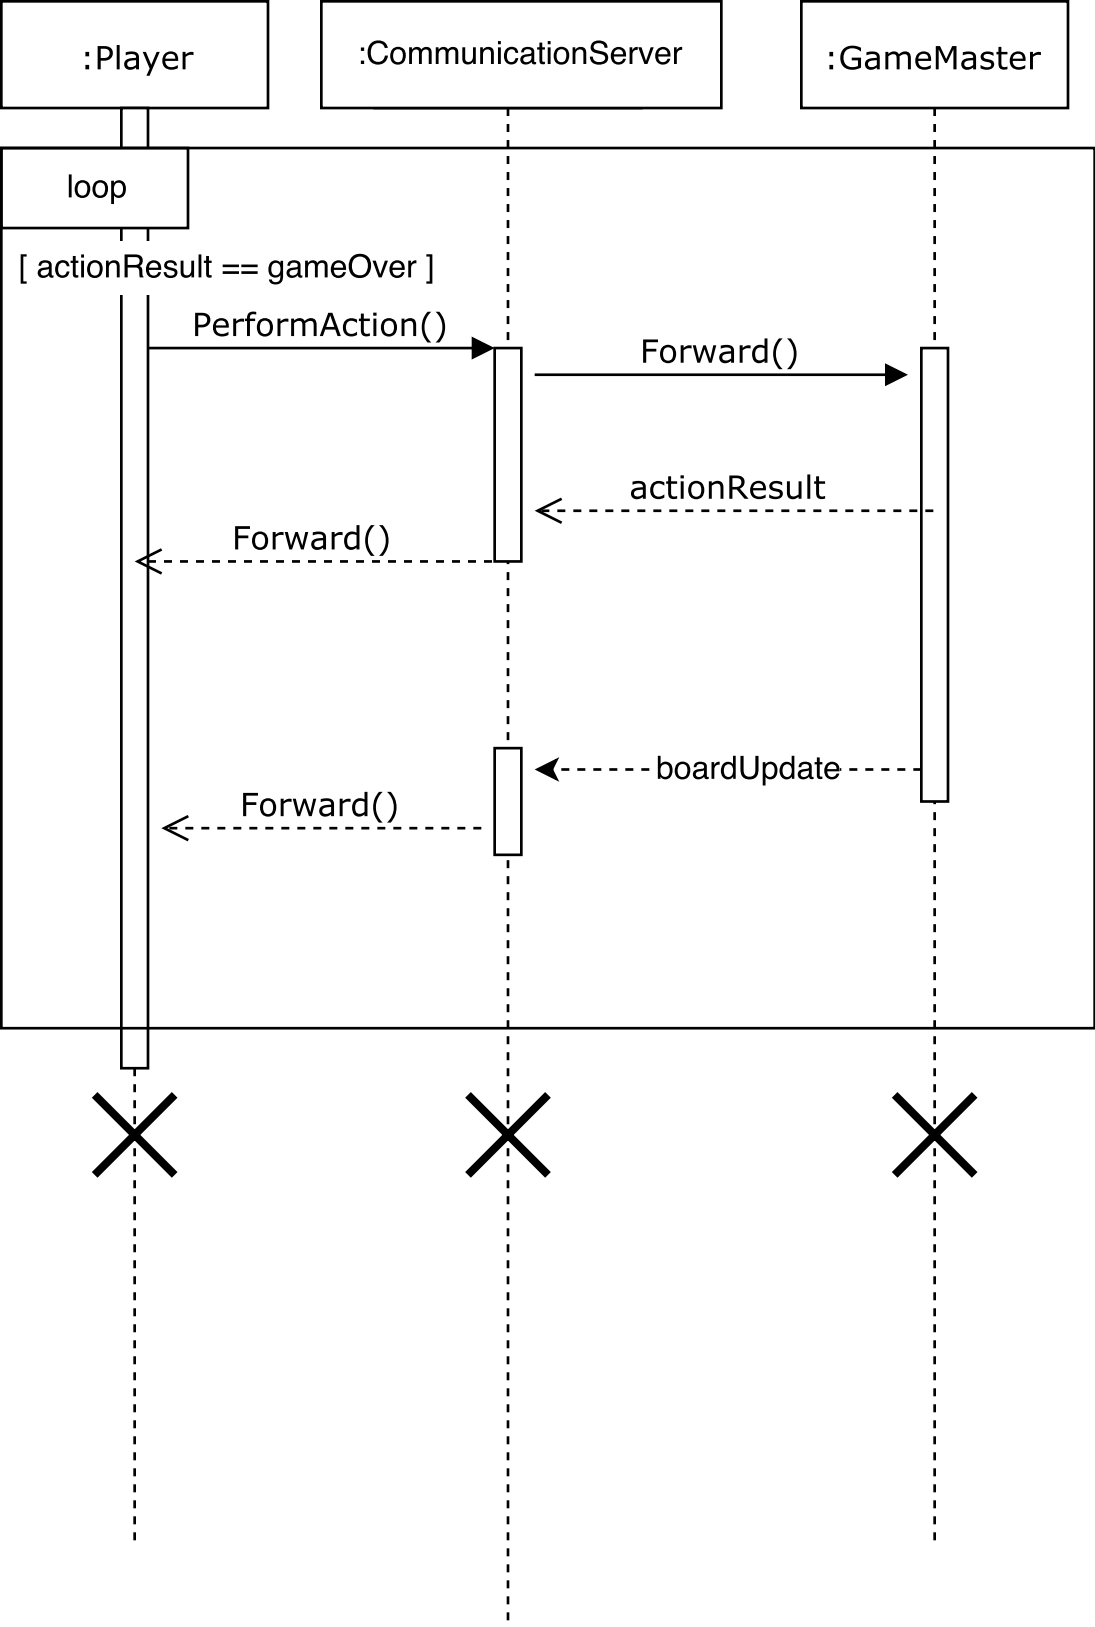 :Player
:CommunicationServer
:GameMaster
loop
[ actionResult == gameOver ]
PerformAction()
Forward()
actionResult
Forward()
boardUpdate
Forward()